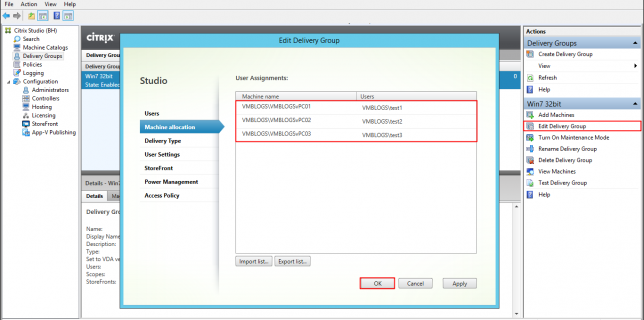 File Action View Help
Citrix Studio (BH)
Search
Machine Catalogs
Delivery Groups
Policies
Logging
Configuration
Administrators
Controllers
Hosting
Licensing
StoreFront
App-V Publishing
CITRIX
Delivery Grou
Delivery Group
Win7 32bit
State: Enable
0
Details - Win
Details
Delivery Gro
Name:
Display Name
Description:
Type:
Set to VDA ve
Users:
Scopes:
StoreFronts:
Edit Delivery Group
Studio
Users
Machine allocation
Delivery Type
User Settings
StoreFront
Power Management
Access Policy
User Assignments:
Machine name Users
VMBLOGS\VMBLOGSvPC01 VMBLOGS\test1
VMBLOGS\VMBLOGSvPC02 VMBLOGS\test2
VMBLOGS\VMBLOGSvPC03 VMBLOGS\test3
Import list... Export list...
OK Cancel Apply
Actions
Delivery Groups
Create Delivery Group
View
Refresh
Help
Win7 32bit
Add Machines
Edit Delivery Group
Turn On Maintenance Mode
Rename Delivery Group
Delete Delivery Group
View Machines
Test Delivery Group
Help